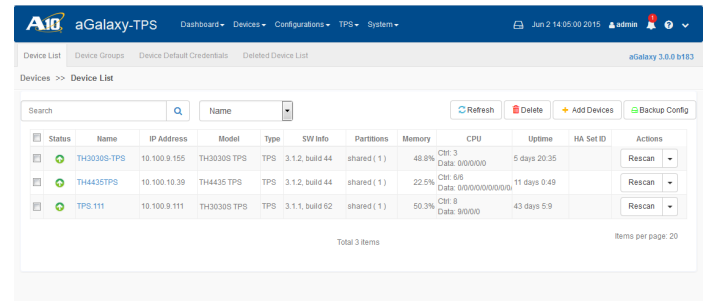 A10 aGalaxy-TPS Dashboard Devices Configurations TPS System Jun 2 14:05:00 2015 admin 1
Device List Device Groups Device Default Credentials Deleted Device List aGalaxy 3.0.0 b183
Devices >> Device List
Search Name Refresh Delete + Add Devices Backup Config
Status Name IP Address Model Type SW Info Partitions Memory CPU Uptime HA Set ID Actions
TH3030S-TPS 10.100.9.155 TH3030S TPS TPS 3.1.2, build 44 shared ( 1 ) 48.8% Ctrl: 3 5 days 20:35 Rescan
Data: 0/0/0/0
TH4435TPS 10.100.10.39 TH4435 TPS TPS 3.1.2, build 44 shared ( 1 ) 22.5% Ctrl: 6/6 11 days 0:49 Rescan
Data: 0/0/0/0/0/0/0/0/
TPS.111 10.100.9.111 TH3030S TPS TPS 3.1.1, build 62 shared ( 1 ) 50.3% Ctrl: 8 43 days 5:9 Rescan
Data: 9/0/0/0
Total 3 items
Items per page: 20